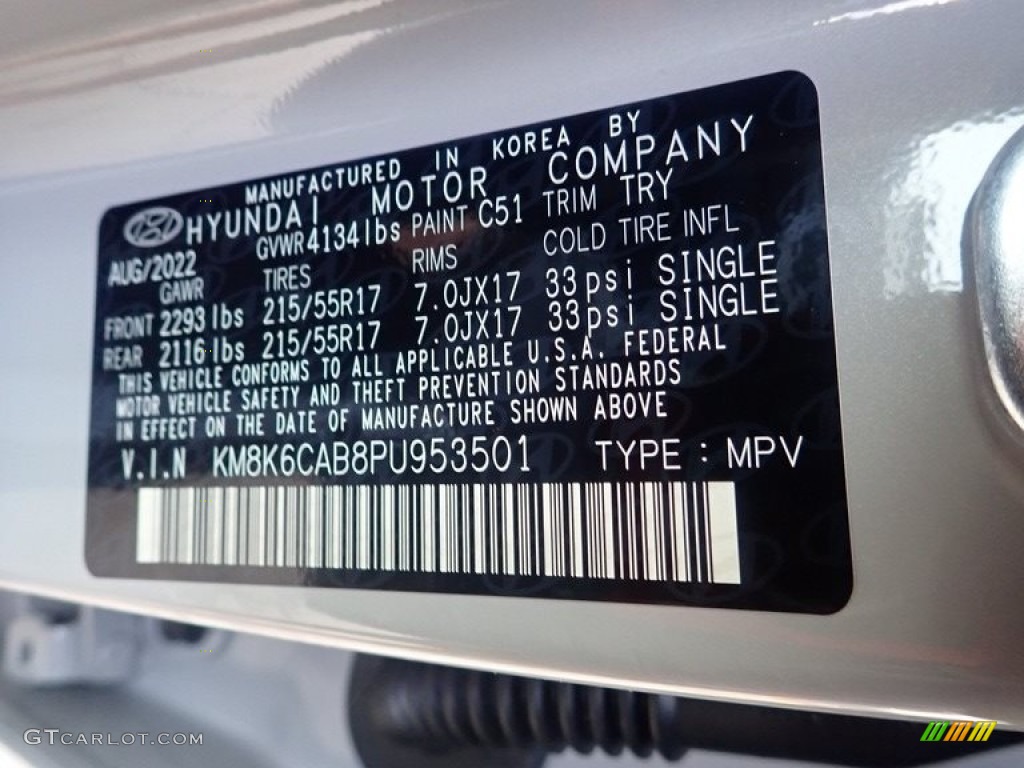 MANUFACTURED IN KOREA BY
HYUNDAI MOTOR COMPANY
AUG/2022 GVWR 4134lbs PAINT C51 TRIM TRY
GAWR TIRES RIMS COLD TIRE INFL
FRONT 2293 lbs 215/55R17 7.0JX17 33psi SINGLE
REAR 2116 lbs 215/55R17 7.0JX17 33psi SINGLE
THIS VEHICLE CONFORMS TO ALL APPLICABLE U.S.A. FEDERAL
MOTOR VEHICLE SAFETY AND THEFT PREVENTION STANDARDS
IN EFFECT ON THE DATE OF MANUFACTURE SHOWN ABOVE
V.I.N KM8K6CAB8PU953501 TYPE : MPV
GTCARLOT.COM